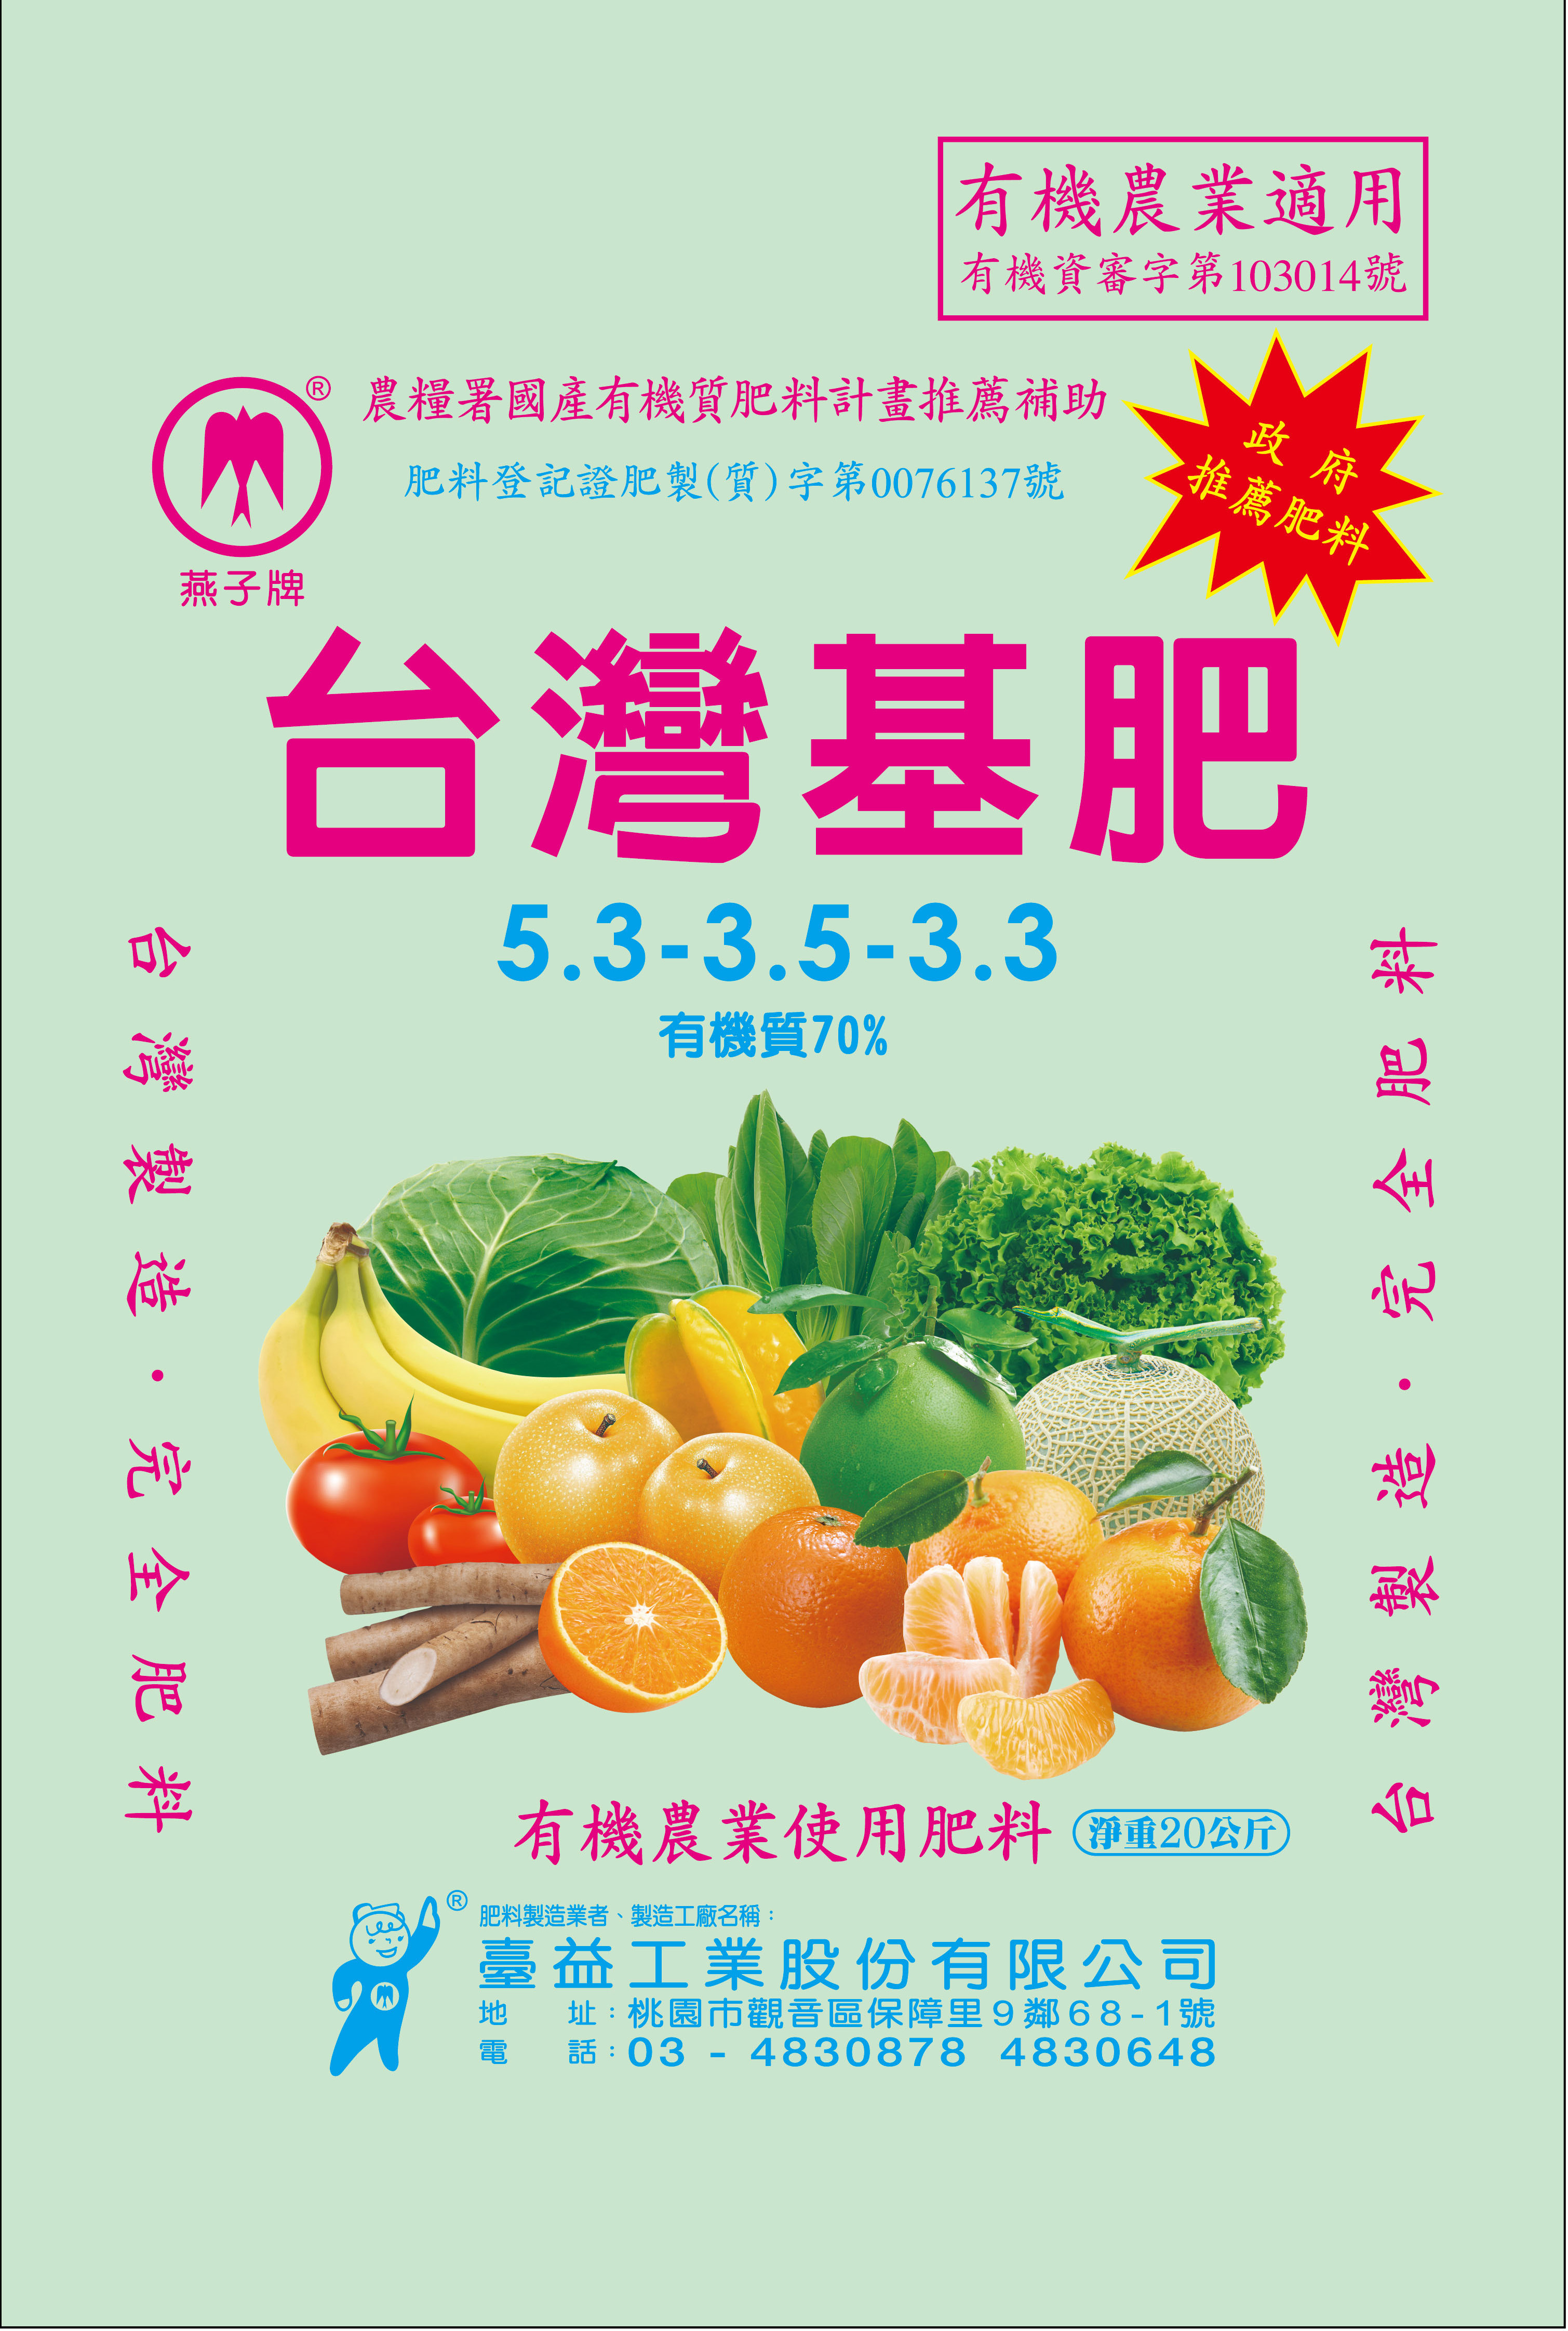 有機農業適用
有機資審字第103014號
農糧署國產有機質肥料計畫推薦補助
肥料登記證肥製(質)字第0076137號
政府
推薦肥料
®
燕子牌
台灣基肥
5.3-3.5-3.3
有機質70%
台灣製造·完全肥料
台灣製造·完全肥料
有機農業使用肥料
淨重20公斤
®
肥料製造業者、製造工廠名稱：
臺益工業股份有限公司
地 址：桃園市觀音區保障里9鄰68-1號
電 話：03 - 4830878 4830648